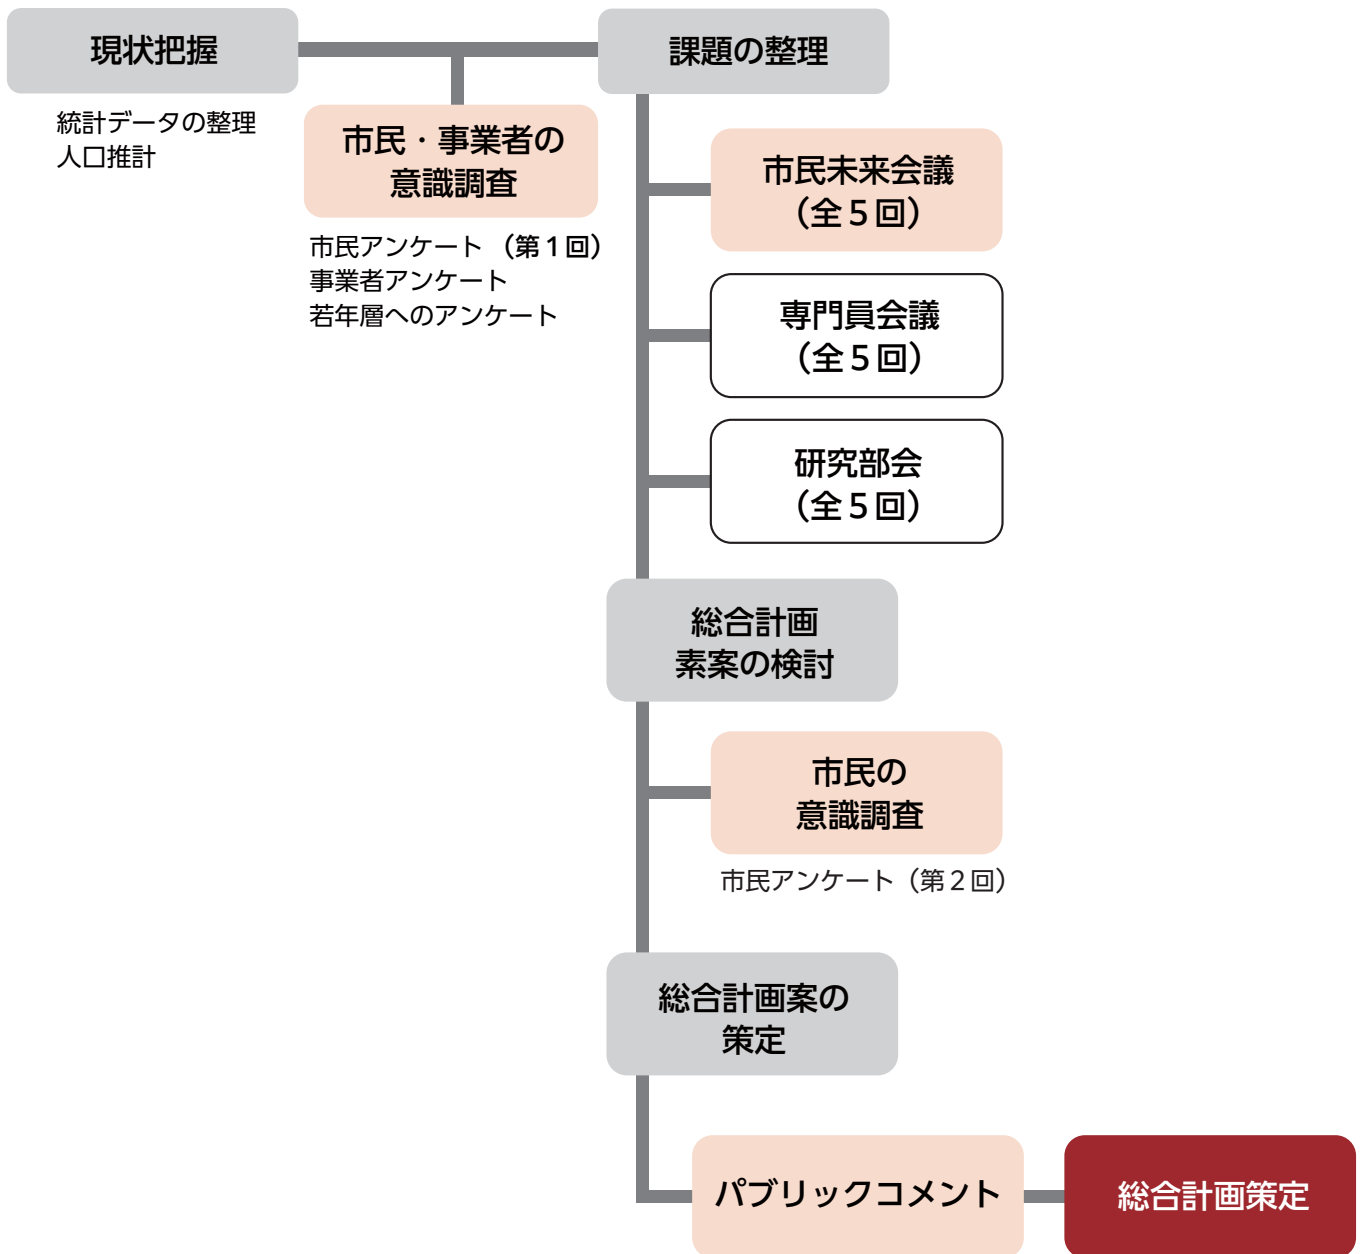 現状把握
統計データの整理
人口推計
市民・事業者の
意識調査
市民アンケート（第１回）
事業者アンケート
若年層へのアンケート
課題の整理
市民未来会議
（全５回）
専門員会議
（全５回）
研究部会
（全５回）
総合計画
素案の検討
市民の
意識調査
市民アンケート（第２回）
総合計画案の
策定
パブリックコメント
総合計画策定